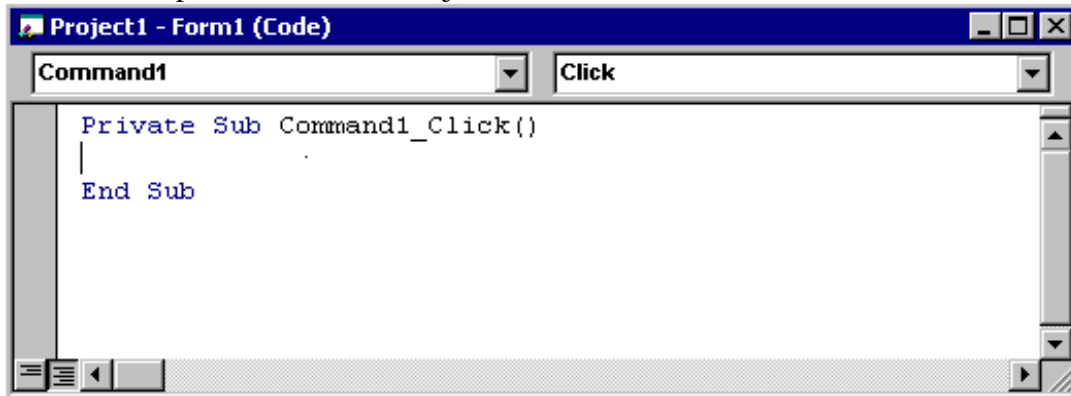 Project1 - Form1 (Code)
Command1 Click
Private Sub Command1_Click()
End Sub